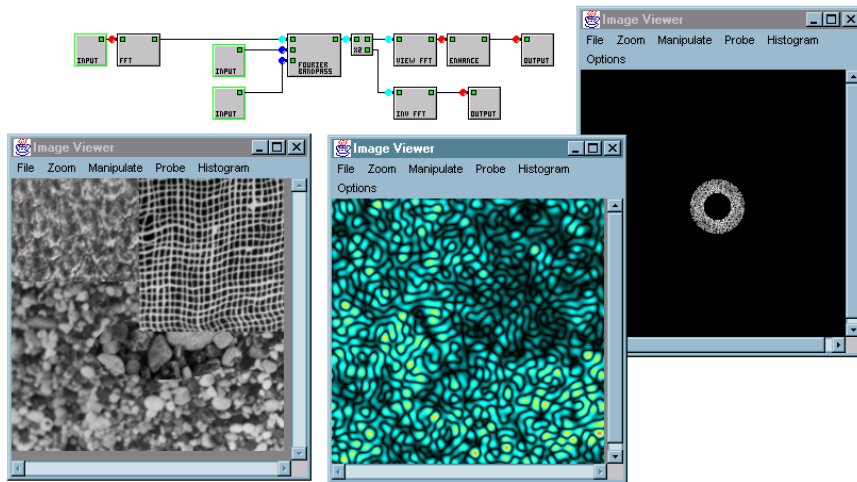 INPUT
FFT
INPUT
INPUT
FOURIER
BANDPASS
X2
VIEW FFT
ENHANCE
OUTPUT
INV FFT
OUTPUT
Image Viewer
File Zoom Manipulate Probe Histogram
Options
Image Viewer
File Zoom Manipulate Probe Histogram
Image Viewer
File Zoom Manipulate Probe Histogram
Options